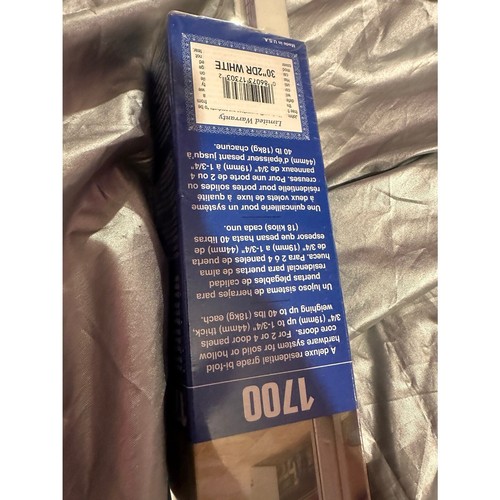 1700
A deluxe residential grade bi-fold
hardware system for solid or hollow
core doors. For 2 or 4 door panels
3/4" (19mm) up to 1-3/4" (44mm) thick,
weighing up to 40 lbs (18kg) each.
Un lujoso sistema de herrajes para
puertas plegables de calidad
residencial para puertas de alma
hueca. Para 2 ó 4 paneles de puerta
de 3/4" (19mm) a 1-3/4" (44mm) de
espesor que pesan hasta 40 libras
(18 kilos) cada uno.
Une quincaillerie pour un système
à deux volets de luxe à qualité
résidentielle pour portes solides ou
creuses. Pour une porte de 2 ou 4
panneaux de 3/4" (19mm) à 1-3/4"
(44mm) d'épaisseur pesant jusqu'à
40 lb (18kg) chacune.
Limited Warranty
30"2DR WHITE
Made in U.S.A.